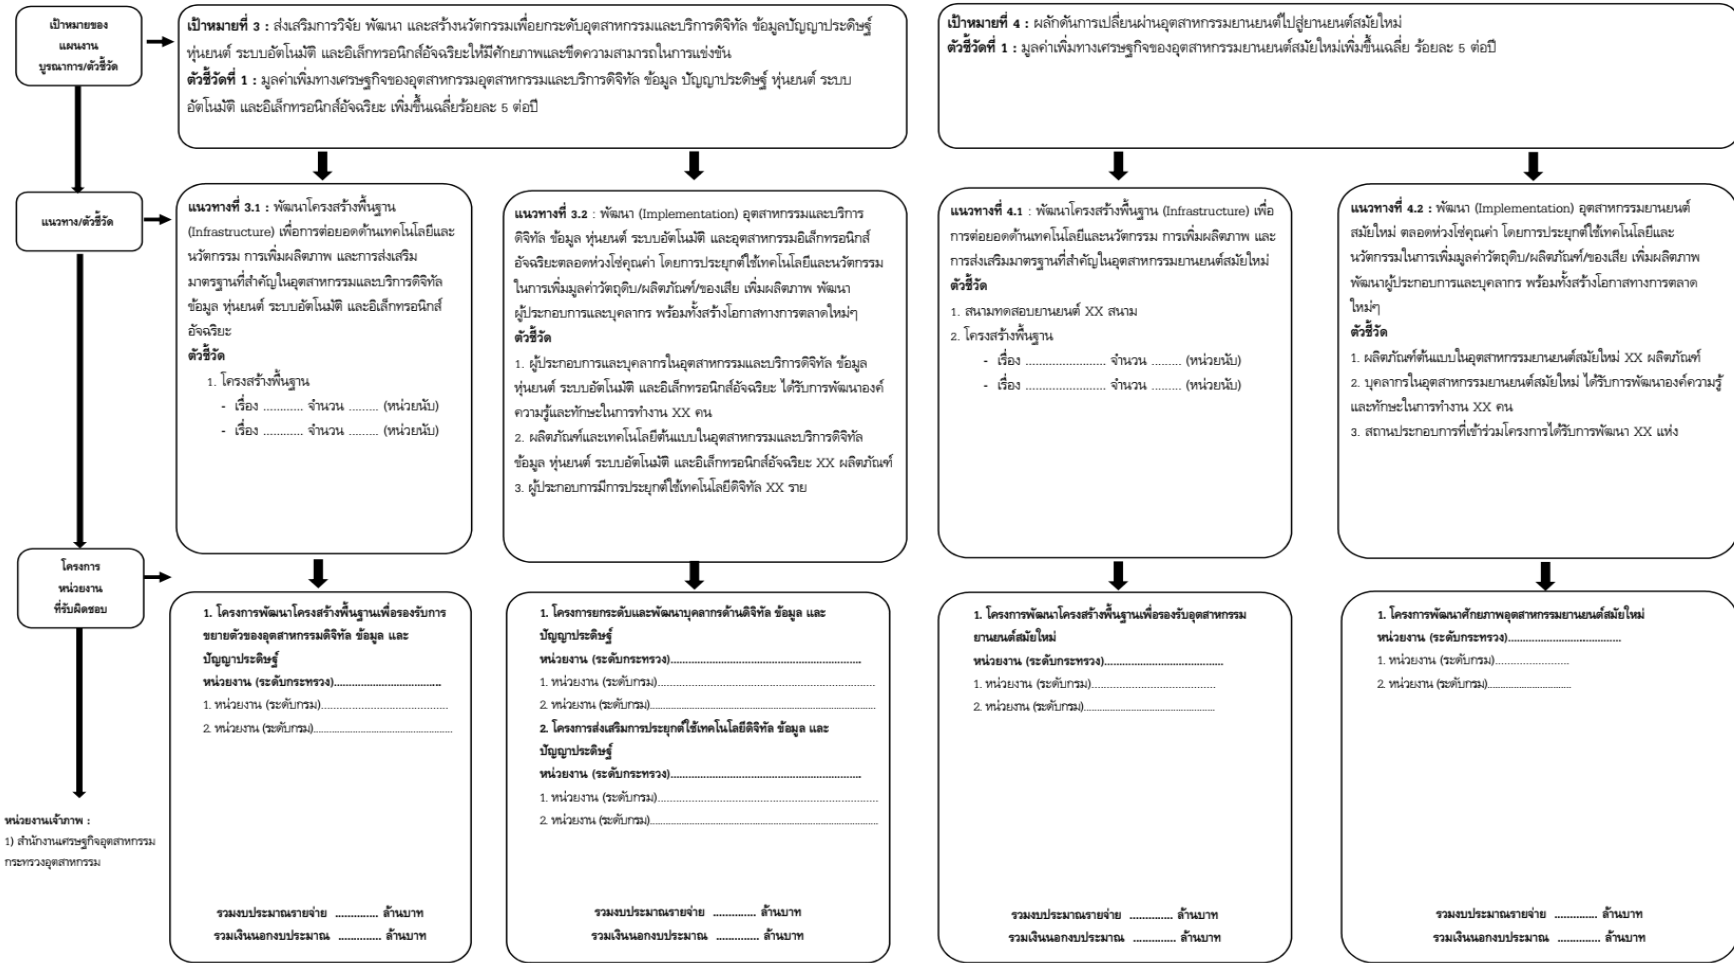 เป้าหมายของ
แผนงาน
บูรณาการ/ตัวชี้วัด
เป้าหมายที่ 3 : ส่งเสริมการวิจัย พัฒนา และสร้างนวัตกรรมเพื่อยกระดับอุตสาหกรรมและบริการดิจิทัล ข้อมูลปัญญาประดิษฐ์
หุ่นยนต์ ระบบอัตโนมัติ และอิเล็กทรอนิกส์อัจฉริยะให้มีศักยภาพและขีดความสามารถในการแข่งขัน
ตัวชี้วัดที่ 1 : มูลค่าเพิ่มทางเศรษฐกิจของอุตสาหกรรมอุตสาหกรรมและบริการดิจิทัล ข้อมูล ปัญญาประดิษฐ์ หุ่นยนต์ ระบบ
อัตโนมัติ และอิเล็กทรอนิกส์อัจฉริยะ เพิ่มขึ้นเฉลี่ยร้อยละ 5 ต่อปี
เป้าหมายที่ 4 : ผลักดันการเปลี่ยนผ่านอุตสาหกรรมยานยนต์ไปสู่ยานยนต์สมัยใหม่
ตัวชี้วัดที่ 1 : มูลค่าเพิ่มทางเศรษฐกิจของอุตสาหกรรมยานยนต์สมัยใหม่เพิ่มขึ้นเฉลี่ย ร้อยละ 5 ต่อปี
แนวทาง/ตัวชี้วัด
แนวทางที่ 3.1 : พัฒนาโครงสร้างพื้นฐาน
(Infrastructure) เพื่อการต่อยอดด้านเทคโนโลยีและ
นวัตกรรม การเพิ่มผลิตภาพ และการส่งเสริม
มาตรฐานที่สำคัญในอุตสาหกรรมและบริการดิจิทัล
ข้อมูล หุ่นยนต์ ระบบอัตโนมัติ และอิเล็กทรอนิกส์
อัจฉริยะ
ตัวชี้วัด
1. โครงสร้างพื้นฐาน
- เรื่อง ............ จำนวน ......... (หน่วยนับ)
- เรื่อง ............ จำนวน ......... (หน่วยนับ)
แนวทางที่ 3.2 : พัฒนา (Implementation) อุตสาหกรรมและบริการ
ดิจิทัล ข้อมูล หุ่นยนต์ ระบบอัตโนมัติ และอุตสาหกรรมอิเล็กทรอนิกส์
อัจฉริยะตลอดห่วงโซ่คุณค่า โดยการประยุกต์ใช้เทคโนโลยีและนวัตกรรม
ในการเพิ่มมูลค่าวัตถุดิบ/ผลิตภัณฑ์/ของเสีย เพิ่มผลิตภาพ พัฒนา
ผู้ประกอบการและบุคลากร พร้อมทั้งสร้างโอกาสทางการตลาดใหม่ๆ
ตัวชี้วัด
1. ผู้ประกอบการและบุคลากรในอุตสาหกรรมและบริการดิจิทัล ข้อมูล
หุ่นยนต์ ระบบอัตโนมัติ และอิเล็กทรอนิกส์อัจฉริยะ ได้รับการพัฒนาองค์
ความรู้และทักษะในการทำงาน XX คน
2. ผลิตภัณฑ์และเทคโนโลยีต้นแบบในอุตสาหกรรมและบริการดิจิทัล
ข้อมูล หุ่นยนต์ ระบบอัตโนมัติ และอิเล็กทรอนิกส์อัจฉริยะ XX ผลิตภัณฑ์
3. ผู้ประกอบการมีการประยุกต์ใช้เทคโนโลยีดิจิทัล XX ราย
แนวทางที่ 4.1 : พัฒนาโครงสร้างพื้นฐาน (Infrastructure) เพื่อ
การต่อยอดด้านเทคโนโลยีและนวัตกรรม การเพิ่มผลิตภาพ และ
การส่งเสริมมาตรฐานที่สำคัญในอุตสาหกรรมยานยนต์สมัยใหม่
ตัวชี้วัด
1. สนามทดสอบยานยนต์ XX สนาม
2. โครงสร้างพื้นฐาน
- เรื่อง ........................ จำนวน ......... (หน่วยนับ)
- เรื่อง ........................ จำนวน ......... (หน่วยนับ)
แนวทางที่ 4.2 : พัฒนา (Implementation) อุตสาหกรรมยานยนต์
สมัยใหม่ ตลอดห่วงโซ่คุณค่า โดยการประยุกต์ใช้เทคโนโลยีและ
นวัตกรรมในการเพิ่มมูลค่าวัตถุดิบ/ผลิตภัณฑ์/ของเสีย เพิ่มผลิตภาพ
พัฒนาผู้ประกอบการและบุคลากร พร้อมทั้งสร้างโอกาสทางการตลาด
ใหม่ๆ
ตัวชี้วัด
1. ผลิตภัณฑ์ต้นแบบในอุตสาหกรรมยานยนต์สมัยใหม่ XX ผลิตภัณฑ์
2. บุคลากรในอุตสาหกรรมยานยนต์สมัยใหม่ ได้รับการพัฒนาองค์ความรู้
และทักษะในการทำงาน XX คน
3. สถานประกอบการที่เข้าร่วมโครงการได้รับการพัฒนา XX แห่ง
โครงการ
หน่วยงาน
ที่รับผิดชอบ
1. โครงการพัฒนาโครงสร้างพื้นฐานเพื่อรองรับการ
ขยายตัวของอุตสาหกรรมดิจิทัล ข้อมูล และ
ปัญญาประดิษฐ์
หน่วยงาน (ระดับกระทรวง)....................................
1. หน่วยงาน (ระดับกรม)..........................................
2. หน่วยงาน (ระดับกรม)..............................................
รวมงบประมาณรายจ่าย ............. ล้านบาท
รวมเงินนอกงบประมาณ ............. ล้านบาท
1. โครงการยกระดับและพัฒนาบุคลากรด้านดิจิทัล ข้อมูล และ
ปัญญาประดิษฐ์
หน่วยงาน (ระดับกระทรวง)...............................................................
1. หน่วยงาน (ระดับกรม)........................................................................
2. หน่วยงาน (ระดับกรม)...........................................................................
2. โครงการส่งเสริมการประยุกต์ใช้เทคโนโลยีดิจิทัล ข้อมูล และ
ปัญญาประดิษฐ์
หน่วยงาน (ระดับกระทรวง)...............................................................
1. หน่วยงาน (ระดับกรม).........................................................................
2. หน่วยงาน (ระดับกรม)............................................................................
รวมงบประมาณรายจ่าย ............. ล้านบาท
รวมเงินนอกงบประมาณ ............. ล้านบาท
1. โครงการพัฒนาโครงสร้างพื้นฐานเพื่อรองรับอุตสาหกรรม
ยานยนต์สมัยใหม่
หน่วยงาน (ระดับกระทรวง).......................................
1. หน่วยงาน (ระดับกรม).........................................
2. หน่วยงาน (ระดับกรม)...........................................
รวมงบประมาณรายจ่าย ............. ล้านบาท
รวมเงินนอกงบประมาณ ............. ล้านบาท
1. โครงการพัฒนาศักยภาพอุตสาหกรรมยานยนต์สมัยใหม่
หน่วยงาน (ระดับกระทรวง)......................................
1. หน่วยงาน (ระดับกรม).........................
2. หน่วยงาน (ระดับกรม)............................
รวมงบประมาณรายจ่าย ............. ล้านบาท
รวมเงินนอกงบประมาณ ............. ล้านบาท
หน่วยงานเจ้าภาพ :
1) สำนักงานเศรษฐกิจอุตสาหกรรม
กระทรวงอุตสาหกรรม